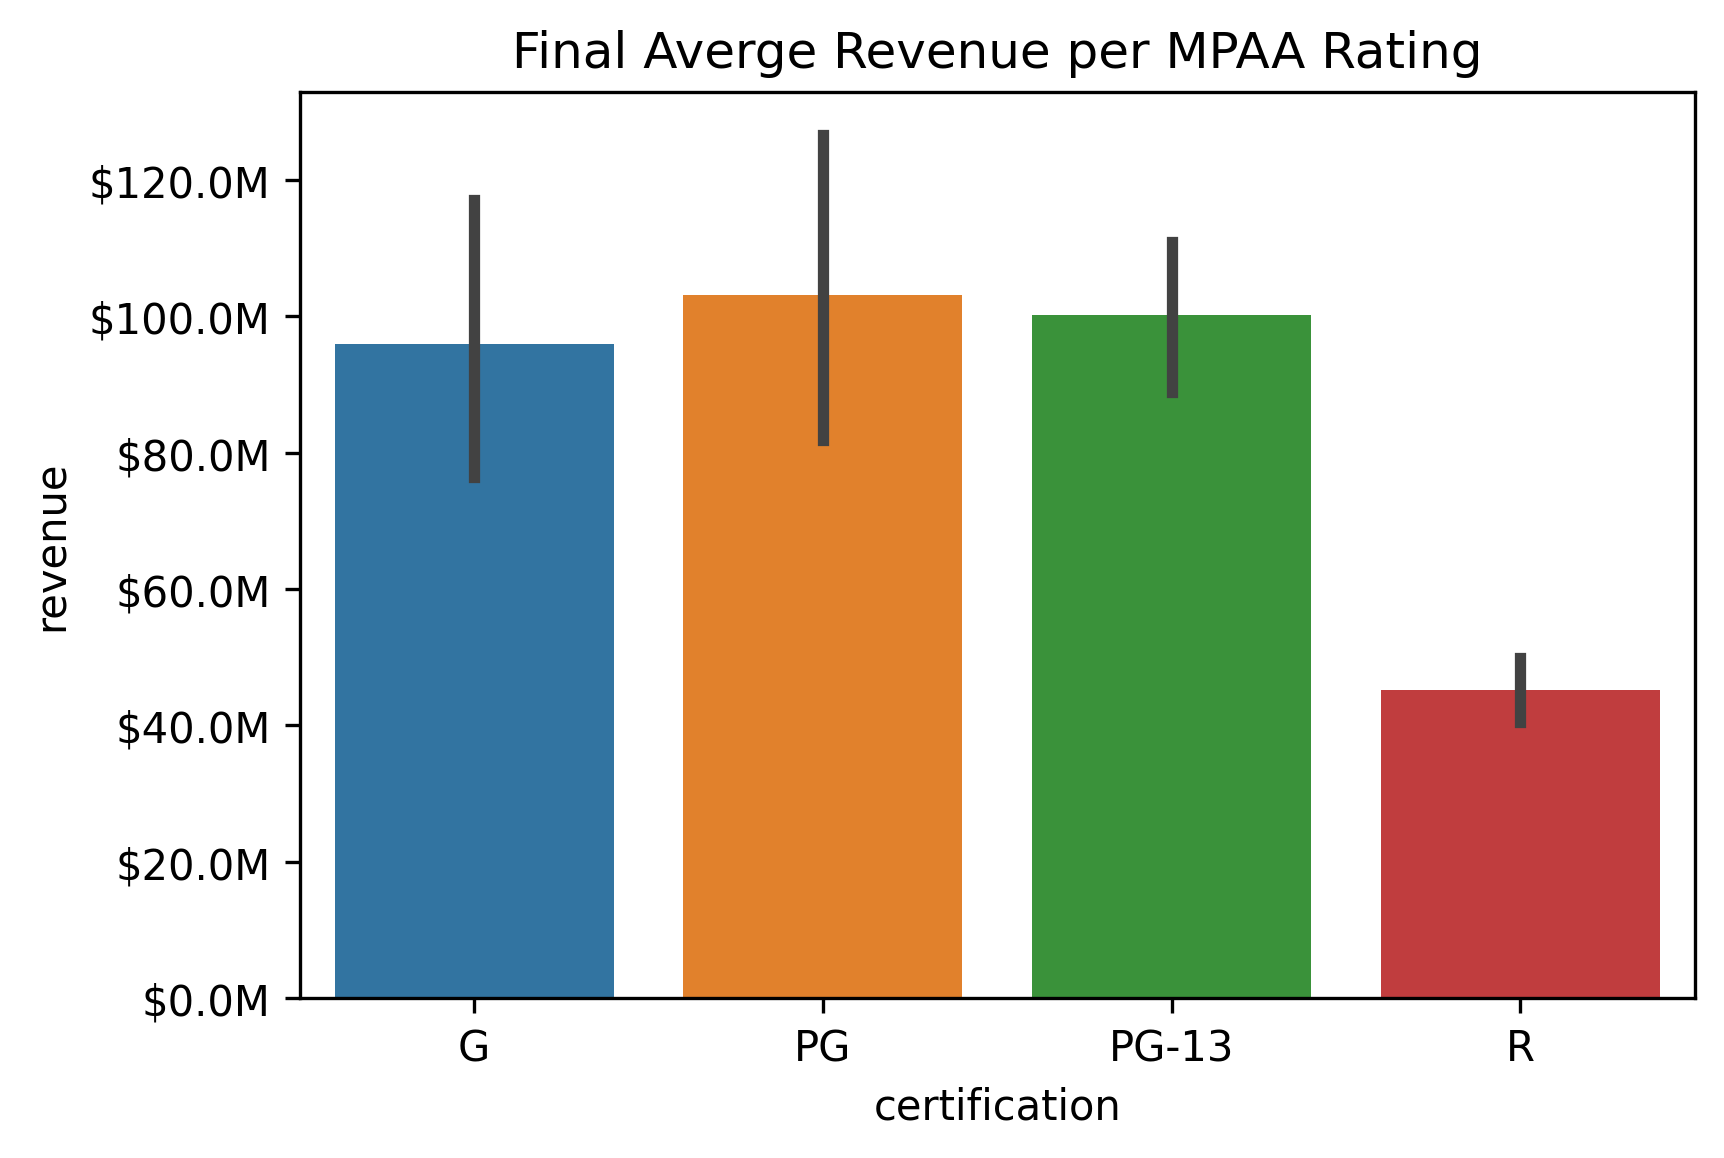 Final Averge Revenue per MPAA Rating
$120.0M
$100.0M
$80.0M
$60.0M
$40.0M
$20.0M
$0.0M
revenue
G PG PG-13 R
certification